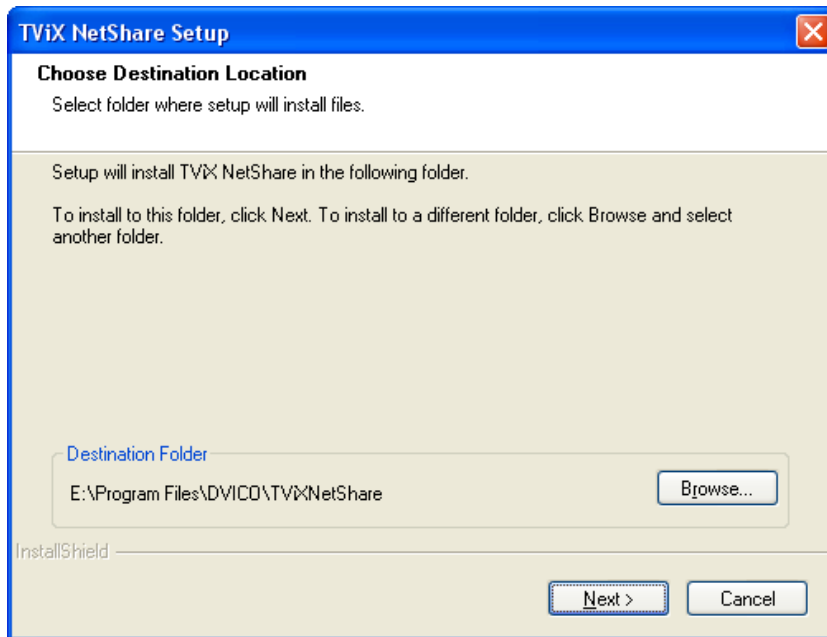 TViX NetShare Setup
Choose Destination Location
Select folder where setup will install files.
Setup will install TViX NetShare in the following folder.
To install to this folder, click Next. To install to a different folder, click Browse and select
another folder.
Destination Folder
E:\Program Files\DVICO\TViXNetShare
Browse...
InstallShield
Next >
Cancel